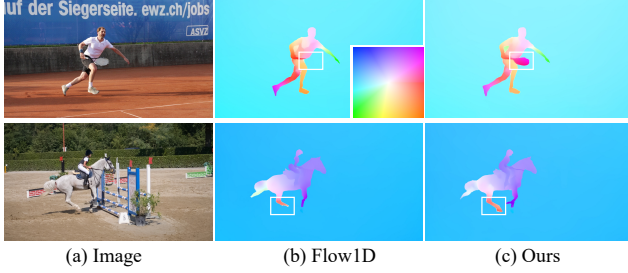 uf der Siegerseite. ewz.ch/jobs
ASVZ
(a) Image
(b) Flow1D
(c) Ours